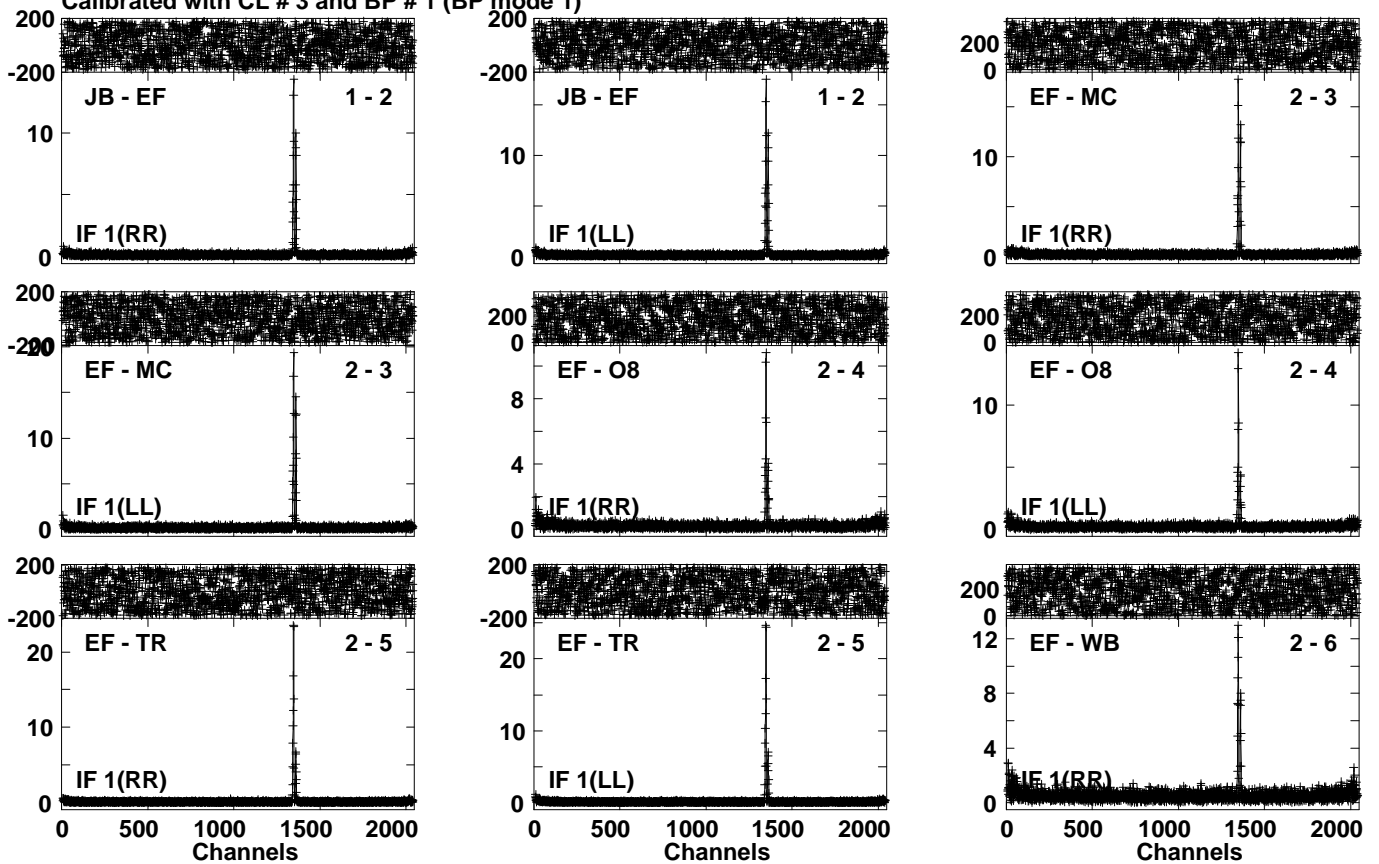 Calibrated with CL # 3 and BP # 1 (BP mode 1)
200
-200
JB - EF 1 - 2
10
IF 1(RR)
0
200
-200
JB - EF 1 - 2
10
IF 1(LL)
0
200
0
EF - MC 2 - 3
10
IF 1(RR)
0
200
-200
20
EF - MC 2 - 3
10
IF 1(LL)
0
200
0
EF - O8 2 - 4
8
4
IF 1(RR)
0
200
0
EF - O8 2 - 4
10
IF 1(LL)
0
200
-200
EF - TR 2 - 5
20
10
IF 1(RR)
0
0 500 1000 1500 2000
Channels
200
-200
EF - TR 2 - 5
20
10
IF 1(LL)
0
0 500 1000 1500 2000
Channels
200
0
12
EF - WB 2 - 6
8
4
IF 1(RR)
0
0 500 1000 1500 2000
Channels